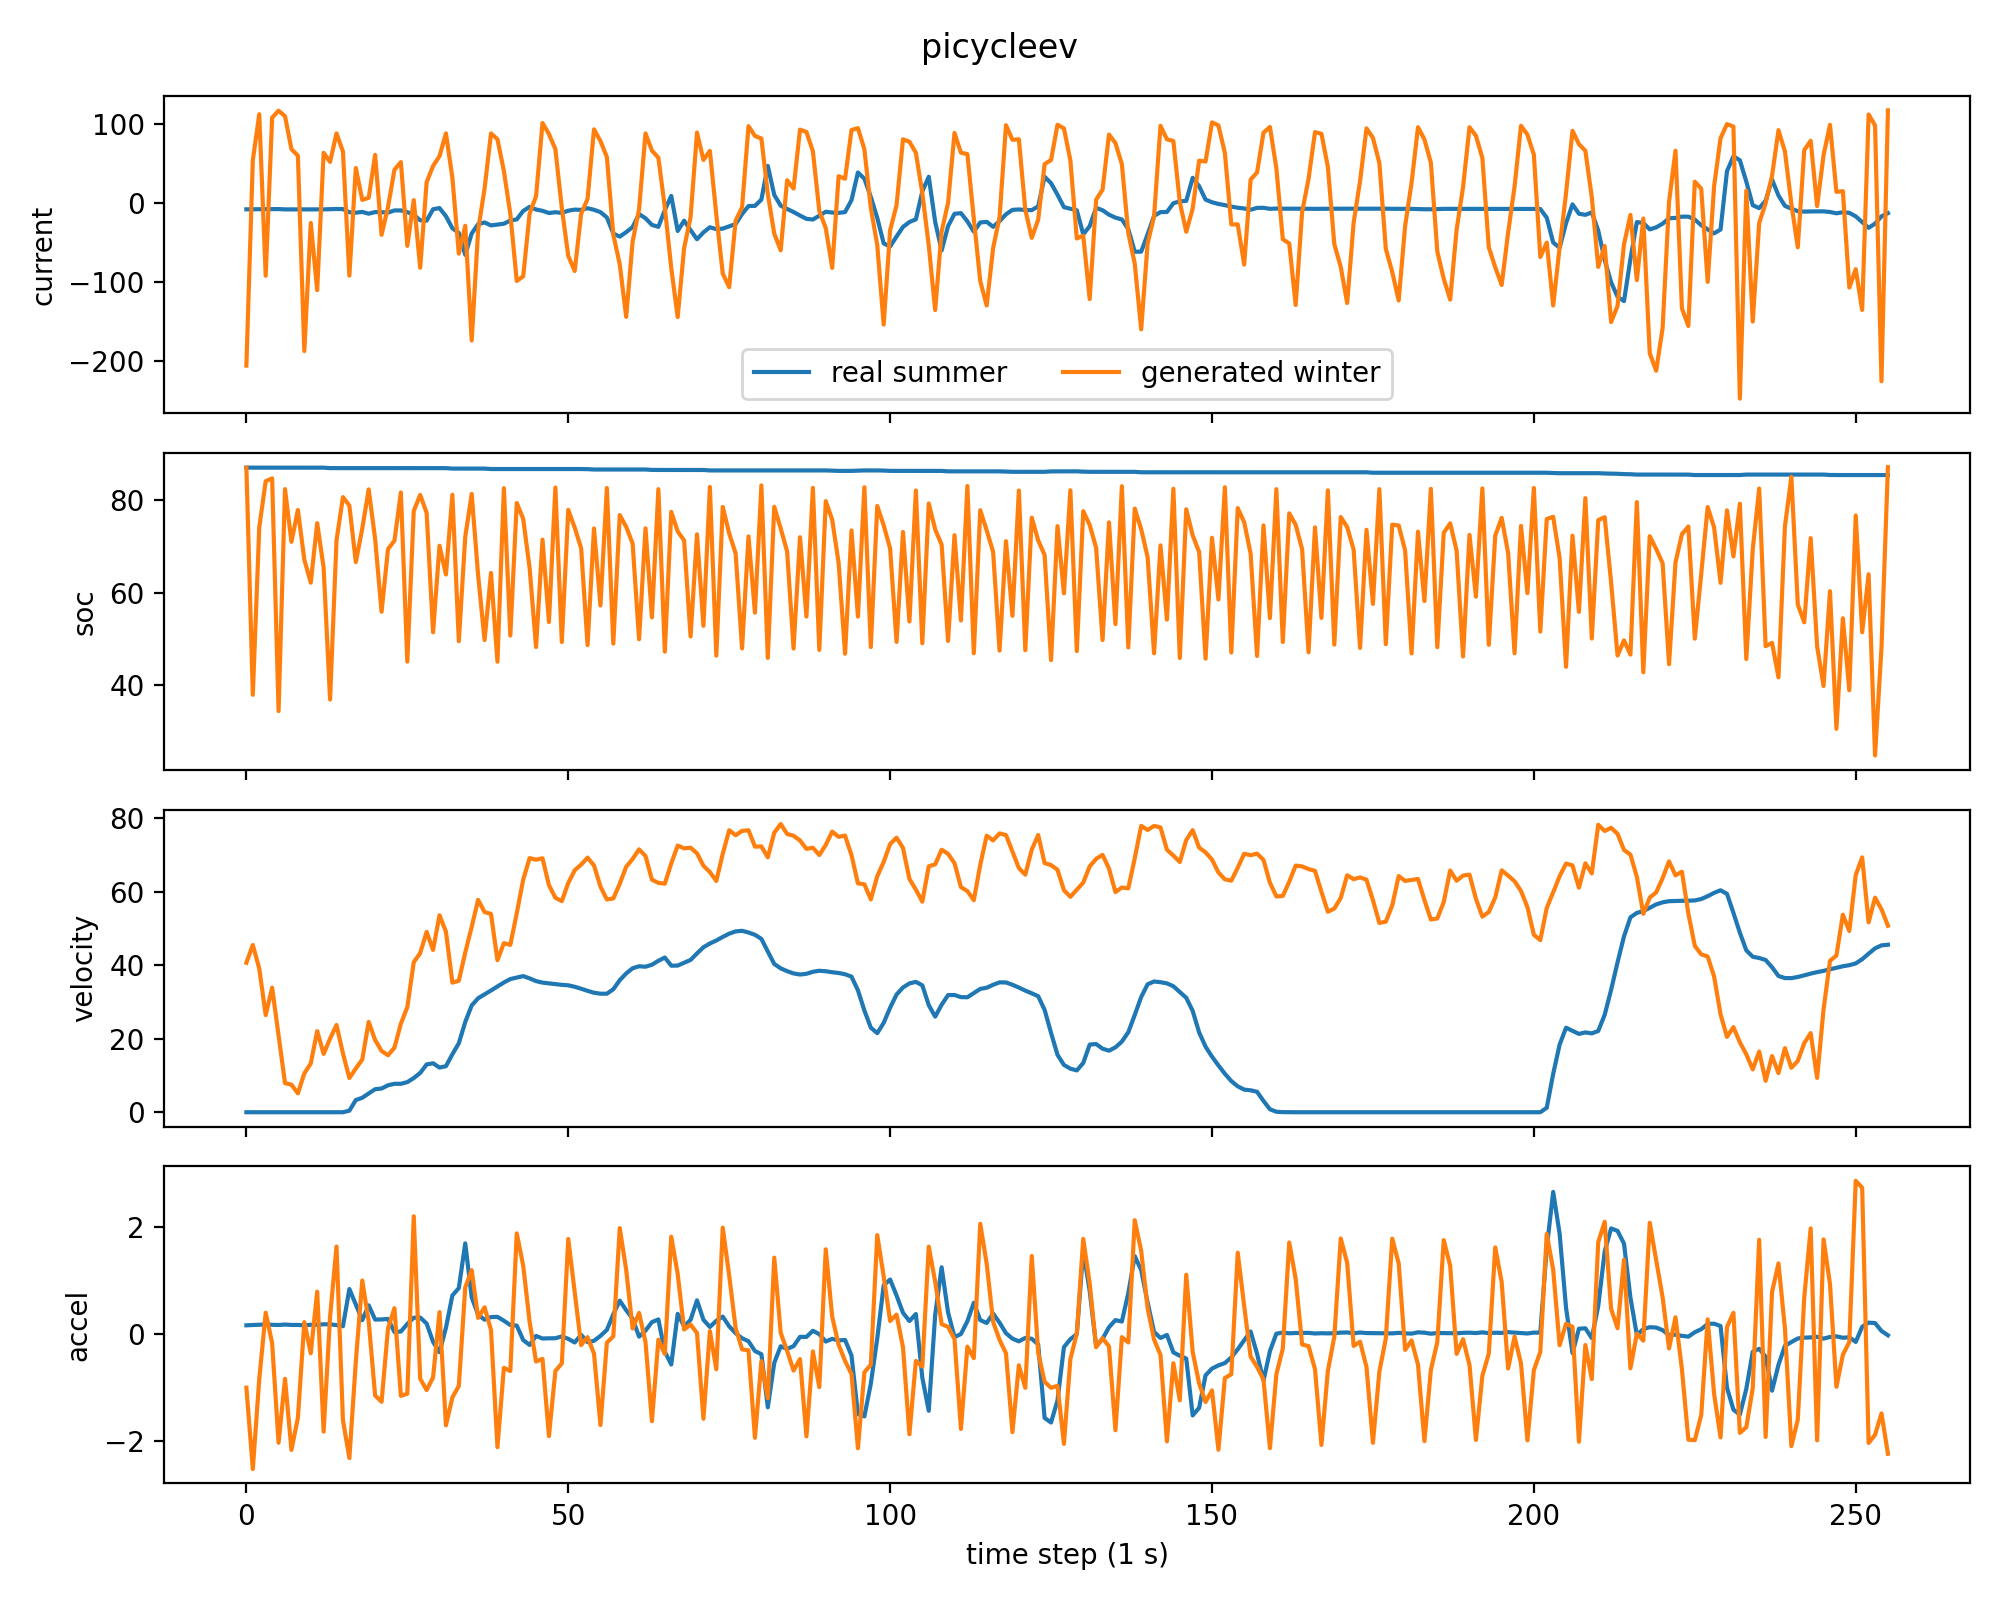 picycleev
100
0
−100
−200
current
real summer generated winter
80
60
40
soc
80
60
40
20
0
velocity
2
0
−2
accel
0 50 100 150 200 250
time step (1 s)